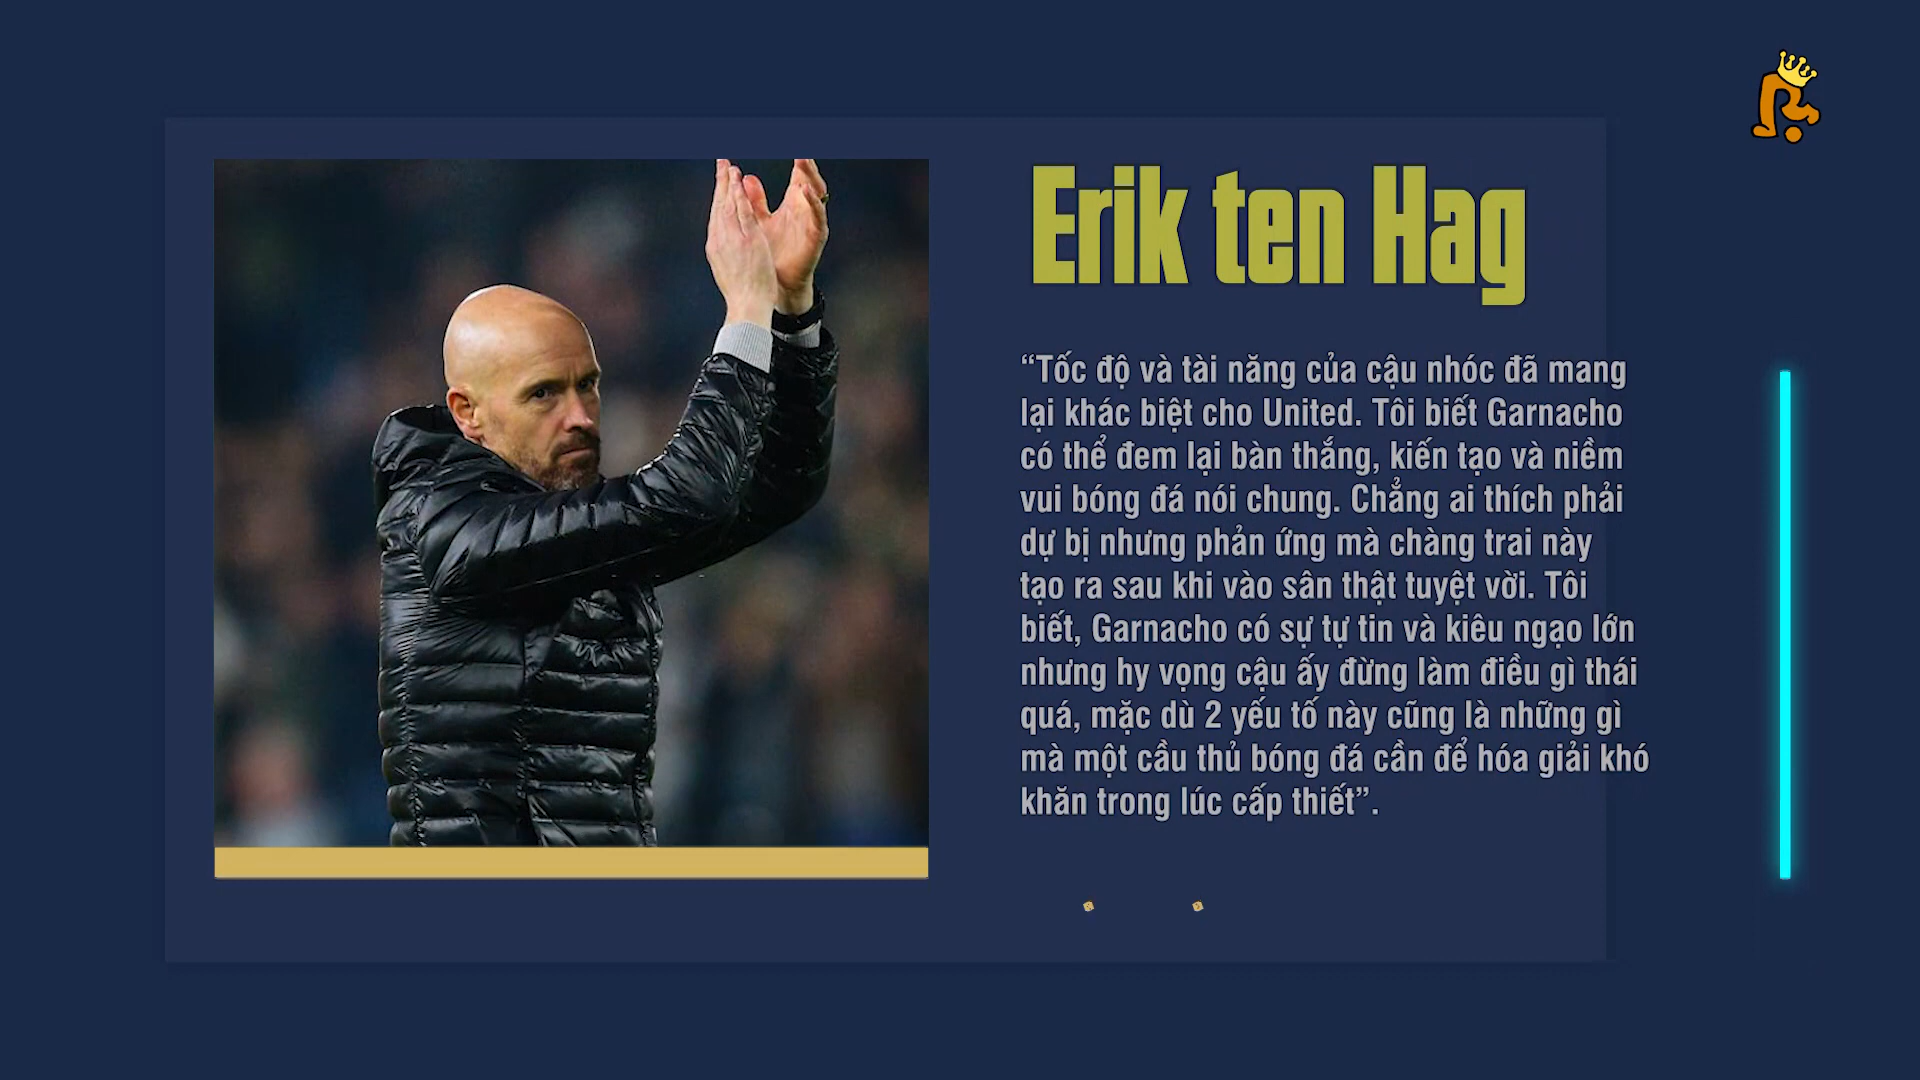 Erik ten Hag
“Tốc độ và tài năng của cậu nhóc đã mang
lại khác biệt cho United. Tôi biết Garnacho
có thể đem lại bàn thắng, kiến tạo và niềm
vui bóng đá nói chung. Chẳng ai thích phải
dự bị nhưng phản ứng mà chàng trai này
tạo ra sau khi vào sân thật tuyệt vời. Tôi
biết, Garnacho có sự tự tin và kiêu ngạo lớn
nhưng hy vọng cậu ấy đừng làm điều gì thái
quá, mặc dù 2 yếu tố này cũng là những gì
mà một cầu thủ bóng đá cần để hóa giải khó
khăn trong lúc cấp thiết”.